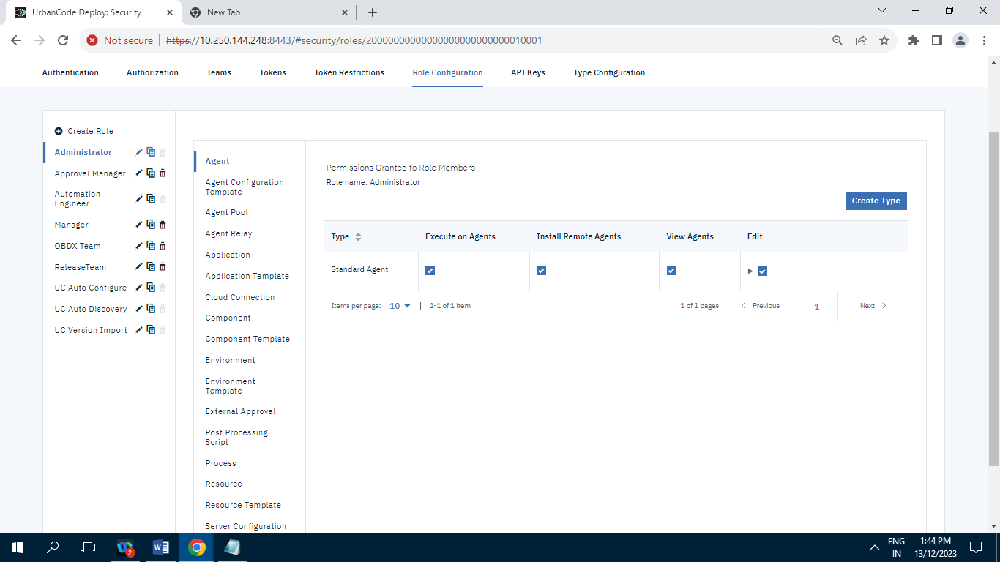 UrbanCode Deploy: Security
New Tab
Not secure
https://10.250.144.248:8443/#security/roles/20000000000000000000000000010001
Authentication
Authorization
Teams
Tokens
Token Restrictions
Role Configuration
API Keys
Type Configuration
Create Role
Administrator
Approval Manager
Automation
Engineer
Manager
OBDX Team
ReleaseTeam
UC Auto Configure
UC Auto Discovery
UC Version Import
Agent
Agent Configuration
Template
Agent Pool
Agent Relay
Application
Application Template
Cloud Connection
Component
Component Template
Environment
Environment
Template
External Approval
Post Processing
Script
Process
Resource
Resource Template
Server Configuration
Permissions Granted to Role Members
Role name: Administrator
Create Type
Type
Execute on Agents
Install Remote Agents
View Agents
Edit
Standard Agent
Items per page: 10
1-1 of 1 item
1 of 1 pages
Previous
1
Next
2
W
ENG
IN
1:44 PM
13/12/2023